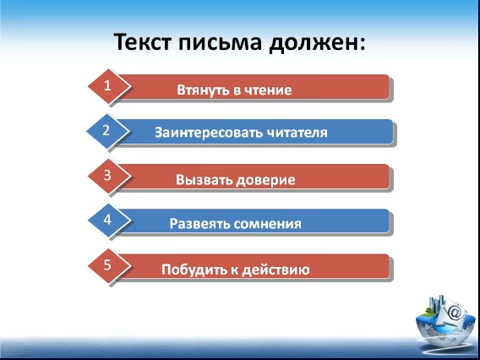 Текст письма должен:
1 Втянуть в чтение
2 Заинтересовать читателя
3 Вызвать доверие
4 Развеять сомнения
5 Побудить к действию
@